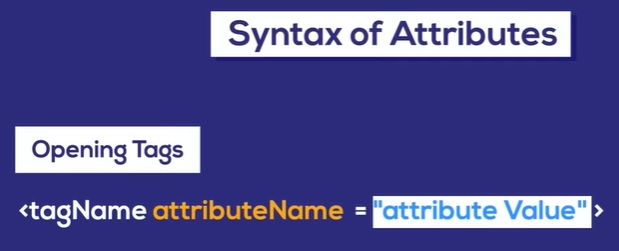 Syntax of Attributes
Opening Tags
<tagName attributeName = "attribute Value" >